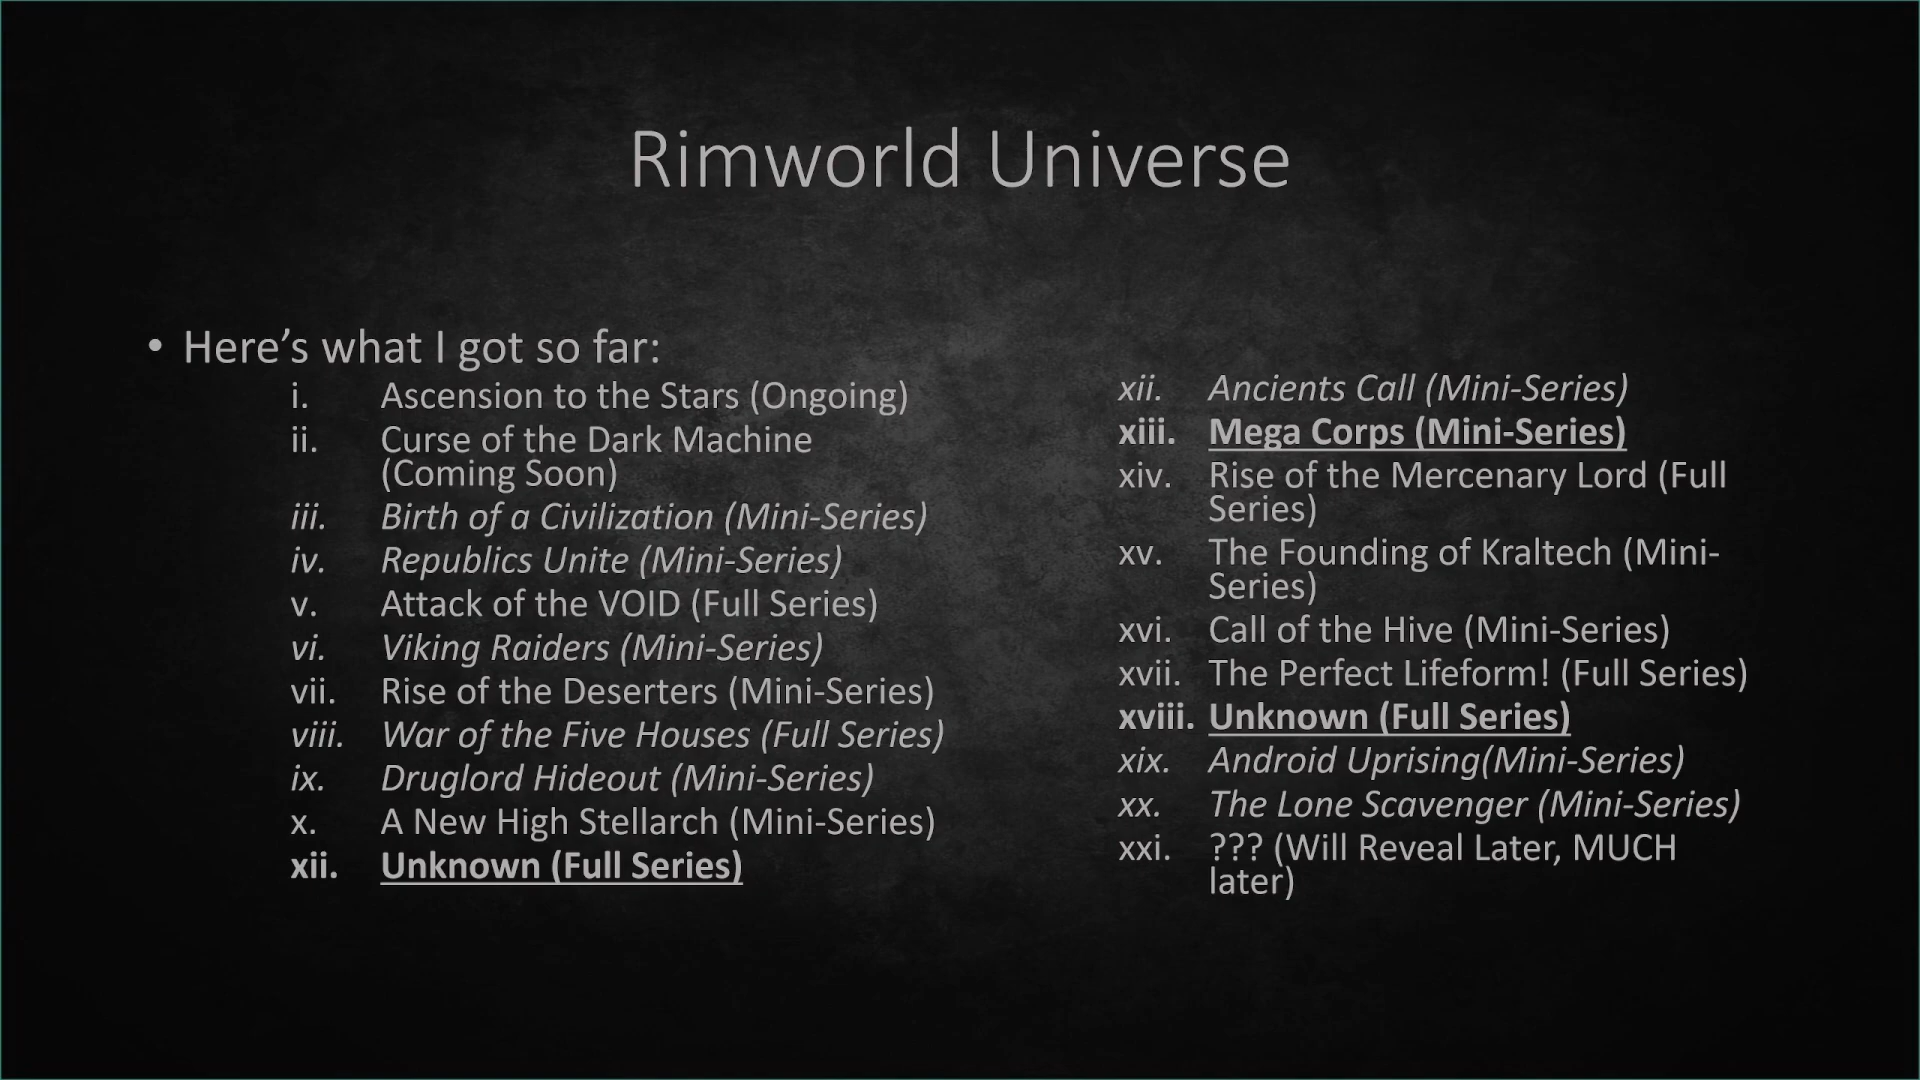 Rimworld Universe
• Here’s what I got so far:
i. Ascension to the Stars (Ongoing)
ii. Curse of the Dark Machine
(Coming Soon)
iii. Birth of a Civilization (Mini-Series)
iv. Republics Unite (Mini-Series)
v. Attack of the VOID (Full Series)
vi. Viking Raiders (Mini-Series)
vii. Rise of the Deserters (Mini-Series)
viii. War of the Five Houses (Full Series)
ix. Druglord Hideout (Mini-Series)
x. A New High Stellarch (Mini-Series)
xii. Unknown (Full Series)
xii. Ancients Call (Mini-Series)
xiii. Mega Corps (Mini-Series)
xiv. Rise of the Mercenary Lord (Full
Series)
xv. The Founding of Kraltech (Mini-
Series)
xvi. Call of the Hive (Mini-Series)
xvii. The Perfect Lifeform! (Full Series)
xviii. Unknown (Full Series)
xix. Android Uprising(Mini-Series)
xx. The Lone Scavenger (Mini-Series)
xxi. ??? (Will Reveal Later, MUCH
later)